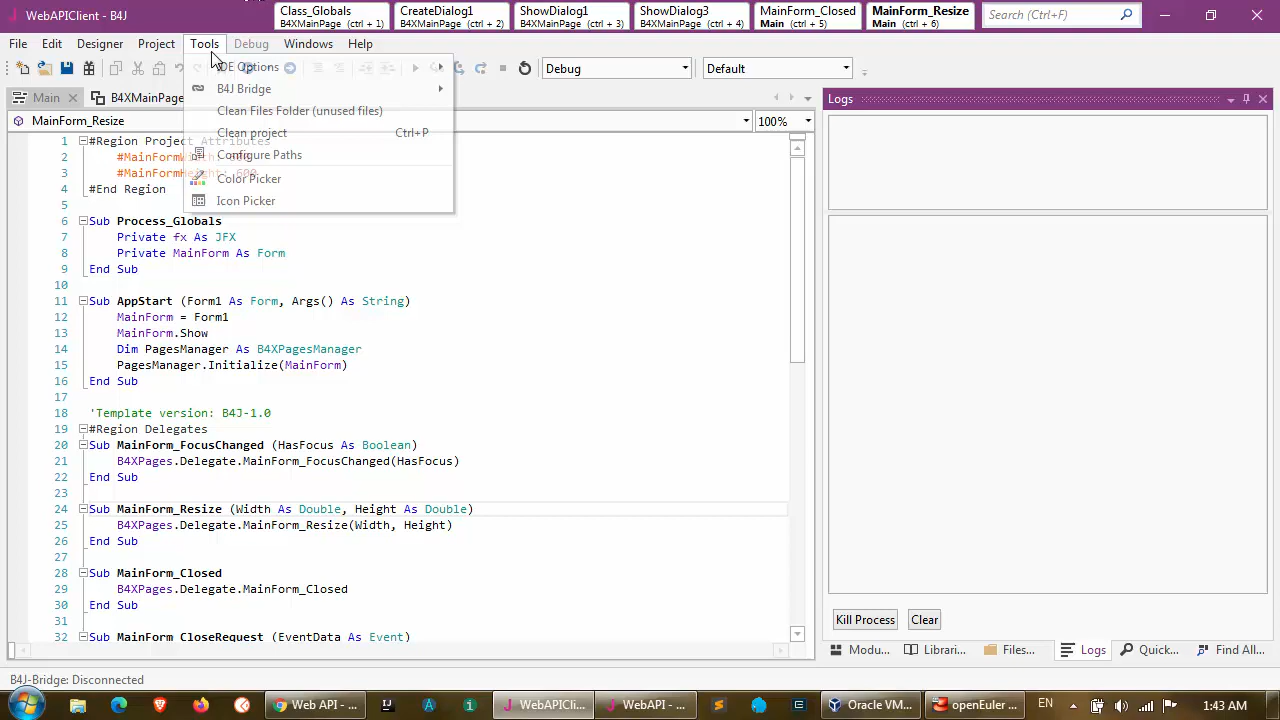 WebAPIClient - B4J
Class_Globals
B4XMainPage (ctrl + 1)
CreateDialog1
B4XMainPage (ctrl + 2)
ShowDialog1
B4XMainPage (ctrl + 3)
ShowDialog3
B4XMainPage (ctrl + 4)
MainForm_Closed
Main (ctrl + 5)
MainForm_Resize
Main (ctrl + 6)
Search (Ctrl+F)
File Edit Designer Project Tools Debug Windows Help
Debug
Default
IDE Options
B4J Bridge
Clean Files Folder (unused files)
Clean project Ctrl+P
Configure Paths
Color Picker
Icon Picker
Main
B4XMainPage
MainForm_Resize
100%
1 #Region Project Attributes
2 #MainFormWidth:
3 #MainFormHeight: 600
4 #End Region
5
6 Sub Process_Globals
7 Private fx As JFX
8 Private MainForm As Form
9 End Sub
10
11 Sub AppStart (Form1 As Form, Args() As String)
12 MainForm = Form1
13 MainForm.Show
14 Dim PagesManager As B4XPagesManager
15 PagesManager.Initialize(MainForm)
16 End Sub
17
18 'Template version: B4J-1.0
19 #Region Delegates
20 Sub MainForm_FocusChanged (HasFocus As Boolean)
21 B4XPages.Delegate.MainForm_FocusChanged(HasFocus)
22 End Sub
23
24 Sub MainForm_Resize (Width As Double, Height As Double)
25 B4XPages.Delegate.MainForm_Resize(Width, Height)
26 End Sub
27
28 Sub MainForm_Closed
29 B4XPages.Delegate.MainForm_Closed
30 End Sub
31
32 Sub MainForm_CloseRequest (EventData As Event)
Logs
Kill Process
Clear
Modu... Librari... Files... Logs Quick... Find All...
B4J-Bridge: Disconnected
Web API - ...
WebAPICli...
WebAPI - ...
Oracle VM...
openEuler ...
EN
1:43 AM